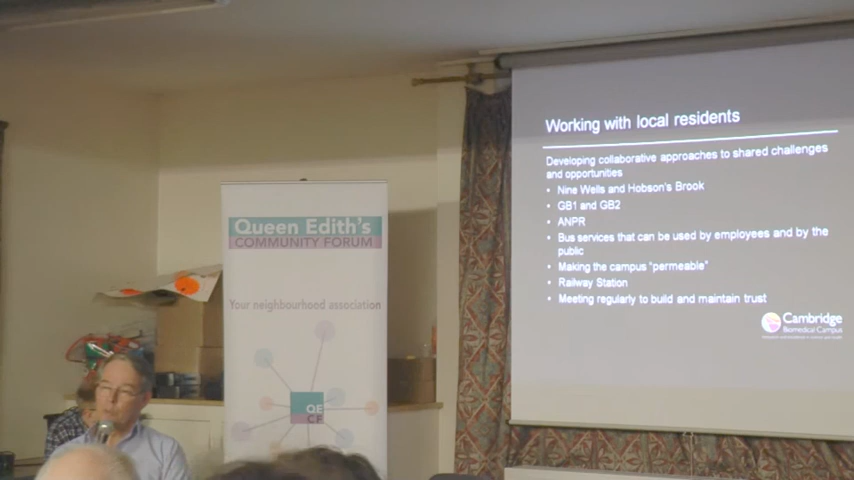 Working with local residents
Developing collaborative approaches to shared challenges
and opportunities
• Nine Wells and Hobson's Brook
• GB1 and GB2
• ANPR
• Bus services that can be used by employees and by the
public
• Making the campus "permeable"
• Railway Station
• Meeting regularly to build and maintain trust
Cambridge
Biomedical Campus
Queen Edith's
COMMUNITY FORUM
Your neighbourhood association
QE
CF